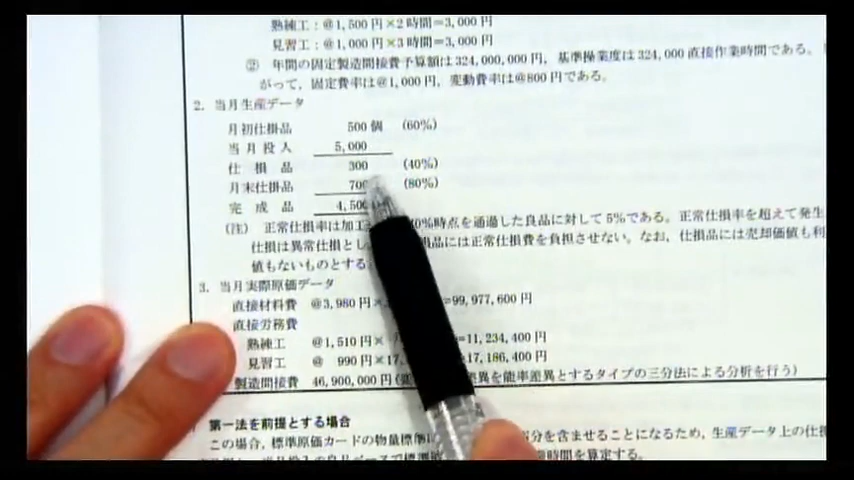 熟練工：@1,500円×2時間＝3,000円
見習工：@1,000円×3時間＝3,000円
② 年間の固定製造間接費予算額は324,000,000円，基準操業度は324,000直接作業時間である。
がって，固定費率は@1,000円，変動費率は@800円である。
2．当月生産データ
月初仕掛品 500個 (60%)
当月投入 5,000
仕損品 300 (40%)
月末仕掛品 700 (80%)
完成品 4,500
(注) 正常仕損率は加工 40%時点を通過した良品に対して5%である。正常仕損率を超えて発生
仕損は異常仕損とし 損品には正常仕損費を負担させない。なお，仕損品には売却価値も利
値もないものとする
3．当月実際原価データ
直接材料費 @3,980円× ＝99,977,600円
直接労務費
熟練工 @1,510円× ＝11,234,400円
見習工 @ 990円×17, ＝17,186,400円
製造間接費 46,900,000円 差異を能率差異とするタイプの三分法による分析を行う)
第一法を前提とする場合
この場合，標準原価カードの物量標準 分を含ませることになるため，生産データ上の仕
時間を算定する。